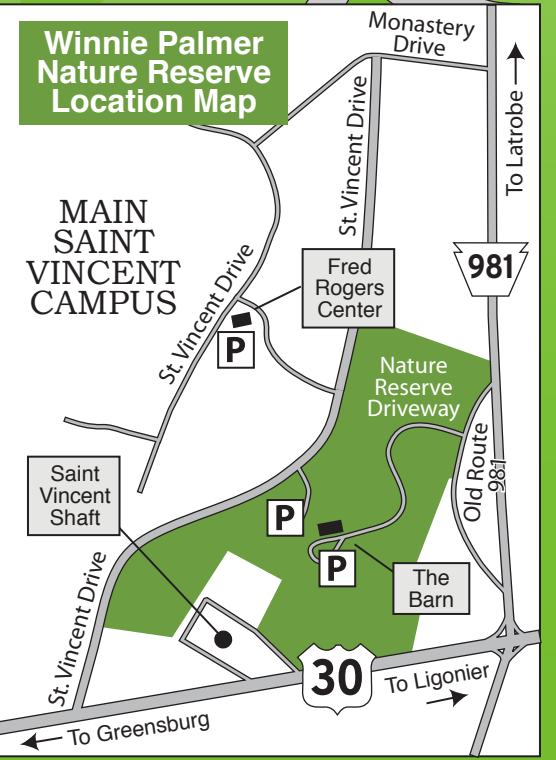 Winnie Palmer
Nature Reserve
Location Map
Monastery
Drive
To Latrobe
St. Vincent Drive
MAIN
SAINT
VINCENT
CAMPUS
St. Vincent Drive
Fred
Rogers
Center
981
P
Nature
Reserve
Driveway
Old Route
981
Saint
Vincent
Shaft
P
P
The
Barn
St. Vincent Drive
30
To Ligonier
To Greensburg